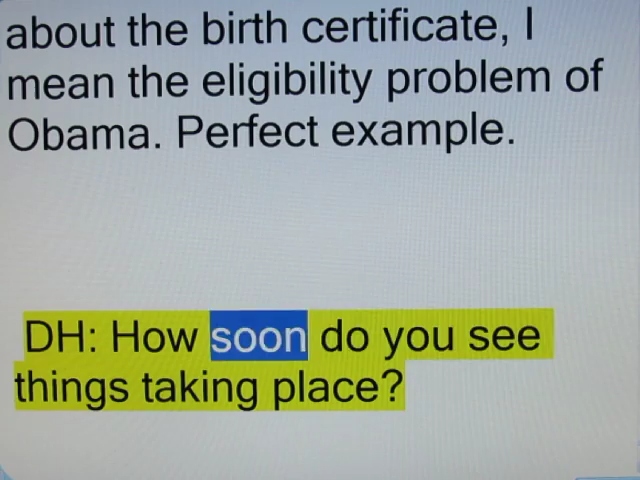 about the birth certificate, I
mean the eligibility problem of
Obama. Perfect example.
DH: How soon do you see
things taking place?